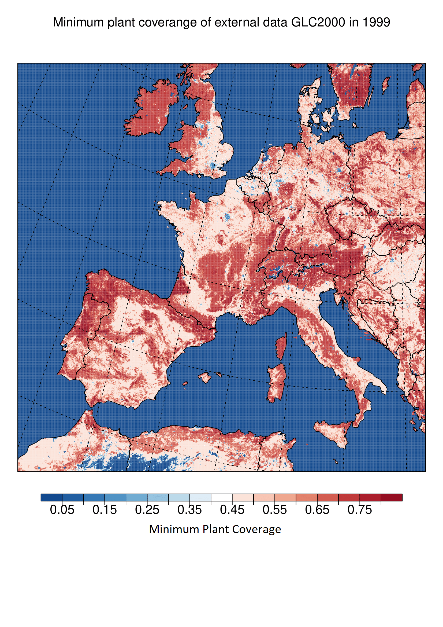 Minimum plant coverange of external data GLC2000 in 1999
0.05 0.15 0.25 0.35 0.45 0.55 0.65 0.75
Minimum Plant Coverage